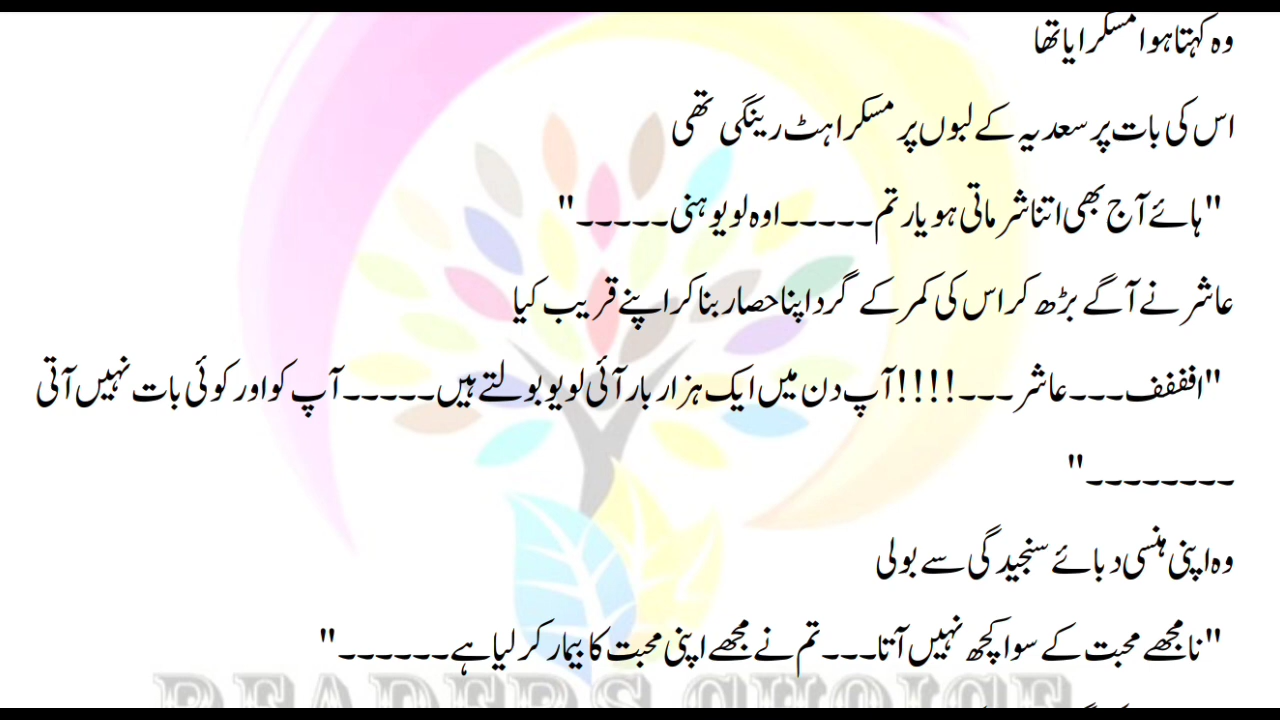 وہ کہتا ہوا مسکرایا تھا
اس کی بات پر سعدیہ کے لبوں پر مسکراہٹ رینگی تھی
"ہائے آج بھی اتنا شرماتی ہو یار تم۔۔۔۔۔اوہ لو یو ہنی۔۔۔۔۔"
عاشر نے آگے بڑھ کر اس کی کمر کے گرد اپنا حصار بنا کر اپنے قریب کیا
"افففف۔۔۔عاشر۔۔۔!!!!آپ دن میں ایک ہزار بار آئی لو یو بولتے ہیں۔۔۔۔۔آپ کو اور کوئی بات نہیں آتی
۔۔۔۔۔۔۔۔"
وہ اپنی ہنسی دبائے سنجیدگی سے بولی
"نا مجھے محبت کے سوا کچھ نہیں آتا۔۔۔تم نے مجھے اپنی محبت کا بیمار کر لیا ہے۔۔۔۔۔۔"
READERS CHOICE